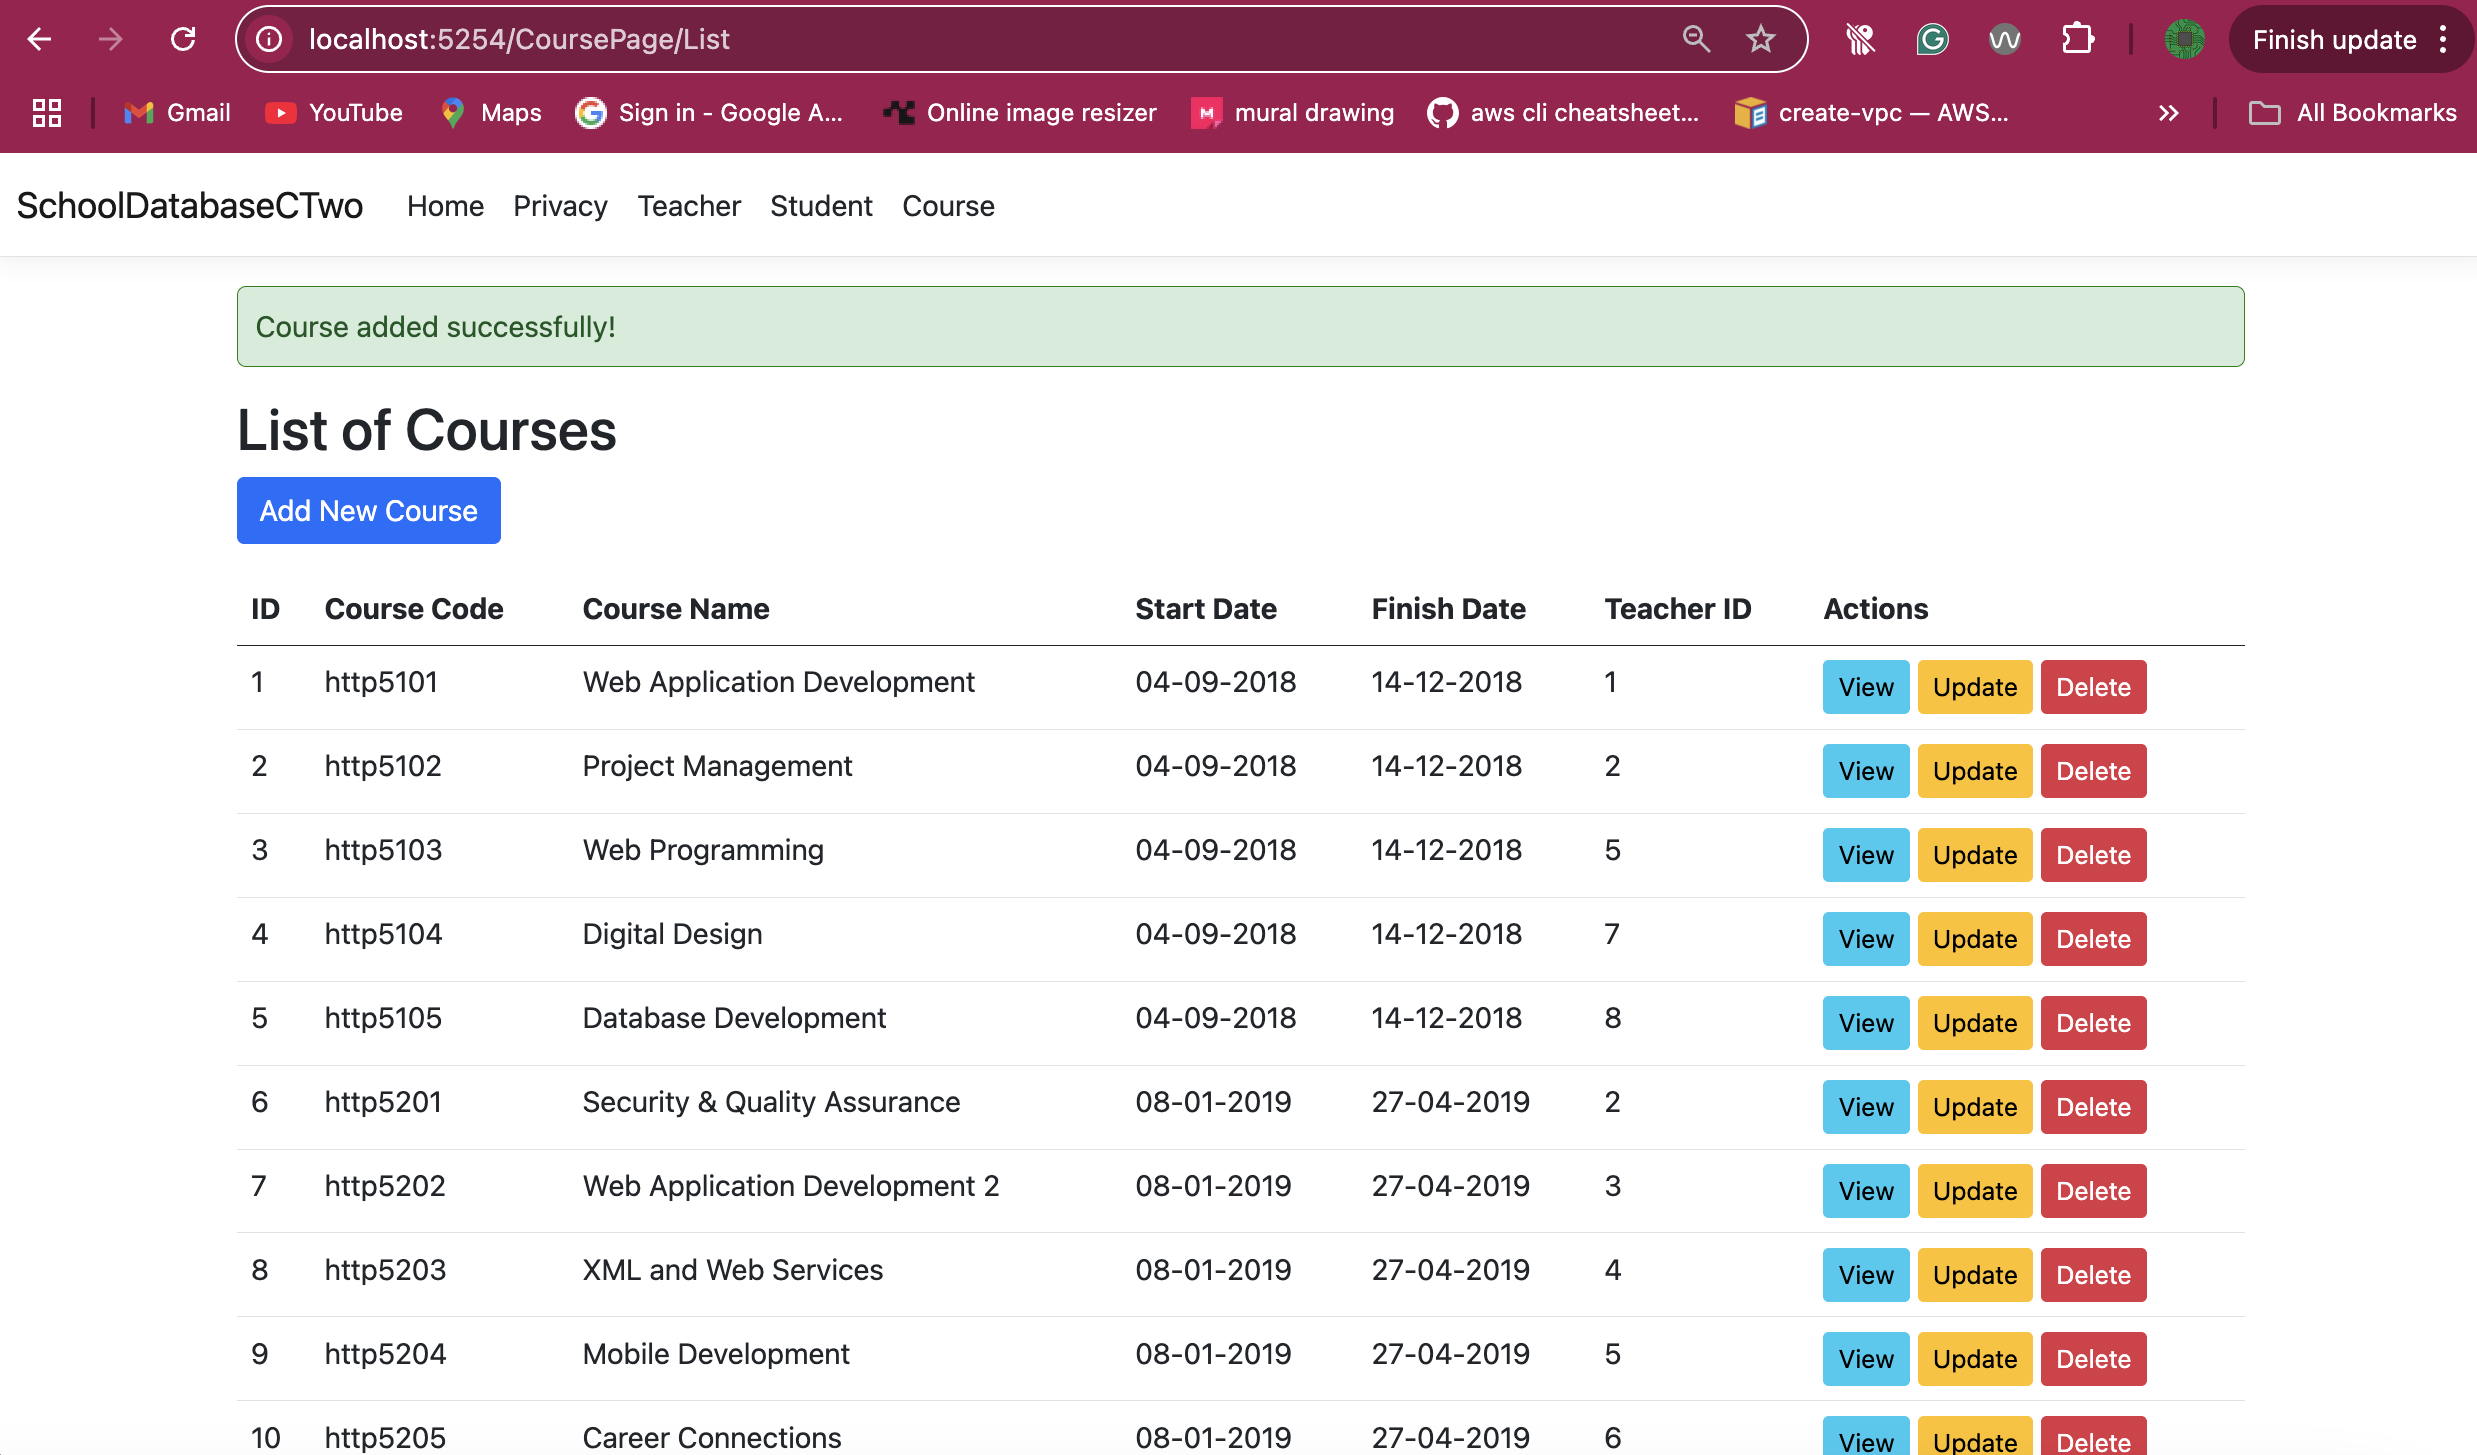 localhost:5254/CoursePage/List Finish update
Gmail YouTube Maps Sign in - Google A... Online image resizer mural drawing aws cli cheatsheet... create-vpc — AWS... All Bookmarks
SchoolDatabaseCTwo Home Privacy Teacher Student Course
Course added successfully!
List of Courses
Add New Course
ID Course Code Course Name Start Date Finish Date Teacher ID Actions
1 http5101 Web Application Development 04-09-2018 14-12-2018 1 View Update Delete
2 http5102 Project Management 04-09-2018 14-12-2018 2 View Update Delete
3 http5103 Web Programming 04-09-2018 14-12-2018 5 View Update Delete
4 http5104 Digital Design 04-09-2018 14-12-2018 7 View Update Delete
5 http5105 Database Development 04-09-2018 14-12-2018 8 View Update Delete
6 http5201 Security & Quality Assurance 08-01-2019 27-04-2019 2 View Update Delete
7 http5202 Web Application Development 2 08-01-2019 27-04-2019 3 View Update Delete
8 http5203 XML and Web Services 08-01-2019 27-04-2019 4 View Update Delete
9 http5204 Mobile Development 08-01-2019 27-04-2019 5 View Update Delete
10 http5205 Career Connections 08-01-2019 27-04-2019 6 View Update Delete